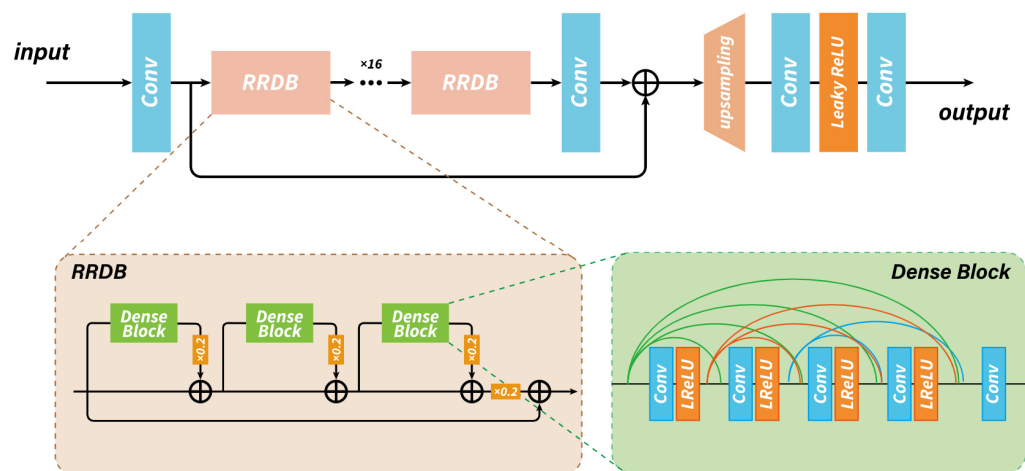 input
Conv
RRDB
×16
RRDB
Conv
upsampling
Conv
Leaky ReLU
Conv
output
RRDB
Dense
Block
×0.2
Dense
Block
×0.2
Dense
Block
×0.2
×0.2
Dense Block
Conv
LReLU
Conv
LReLU
Conv
LReLU
Conv
LReLU
Conv